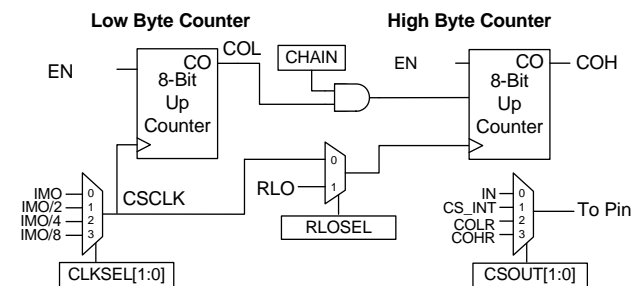 Low Byte Counter
High Byte Counter
EN
CO
8-Bit
Up
Counter
COL
CHAIN
EN
CO
8-Bit
Up
Counter
COH
IMO
IMO/2
IMO/4
IMO/8
0
1
2
3
CSCLK
CLKSEL[1:0]
RLO
0
1
RLOSEL
IN
CS_INT
COLR
COHR
0
1
2
3
To Pin
CSOUT[1:0]